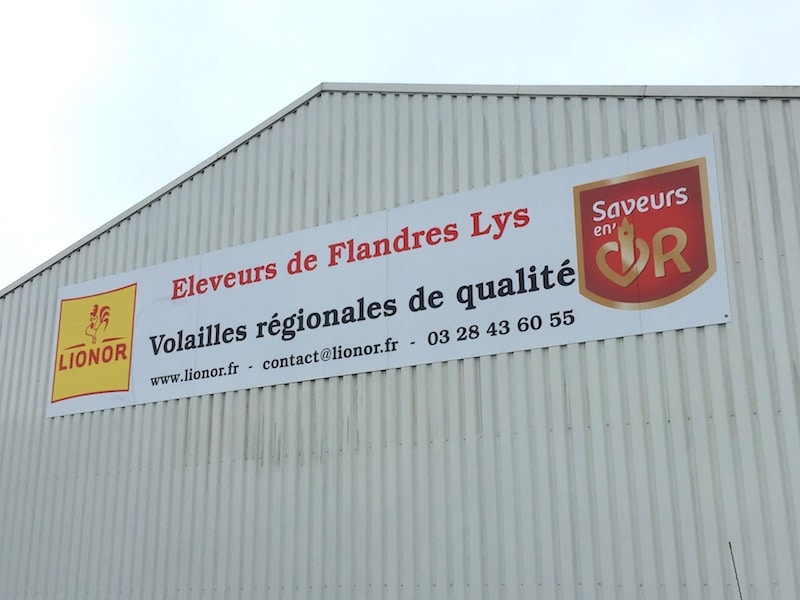 Eleveurs de Flandres Lys
Volailles régionales de qualité
www.lionor.fr - contact@lionor.fr - 03 28 43 60 55
LIONOR
Saveurs
en'
OR